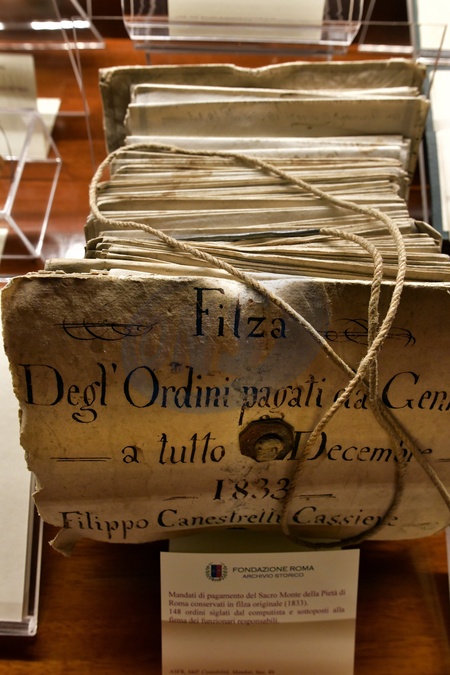 Filza
Degl' Ordini pagati da Genn
a tutto Decembre
1833
Filippo Canestrelli Cassiere
FONDAZIONE ROMA
ARCHIVIO STORICO
Mandati di pagamento del Sacro Monte della Pietà di
Roma conservati in filza originale (1833).
148 ordini siglati dal computista e sottoposti alla
firma dei funzionari responsabili.